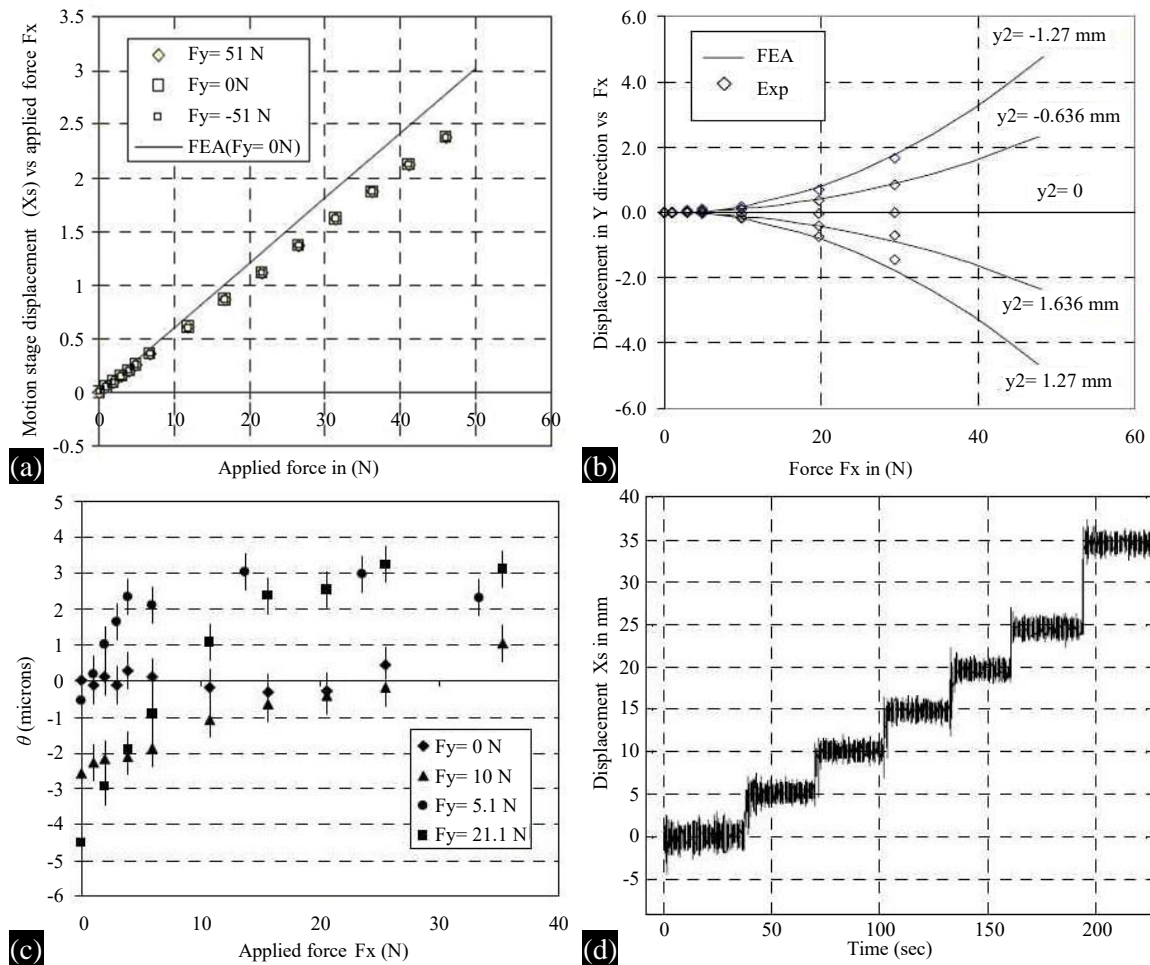 Motion stage displacement (Xs) vs applied force Fx
3.5
3
2.5
2
1.5
1
0.5
0
-0.5
Fy= 51 N
Fy= 0N
Fy= -51 N
FEA(Fy= 0N)
0 10 20 30 40 50 60
Applied force in (N)
(a)
Displacement in Y direction vs Fx
6.0
4.0
2.0
0.0
-2.0
-4.0
-6.0
FEA
Exp
y2= -1.27 mm
y2= -0.636 mm
y2= 0
y2= 1.636 mm
y2= 1.27 mm
0 20 40 60
Force Fx in (N)
(b)
θ (microns)
5
4
3
2
1
0
-1
-2
-3
-4
-5
-6
Fy= 0 N
Fy= 10 N
Fy= 5.1 N
Fy= 21.1 N
0 10 20 30 40
Applied force Fx (N)
(c)
Displacement Xs in mm
40
35
30
25
20
15
10
5
0
-5
0 50 100 150 200
Time (sec)
(d)